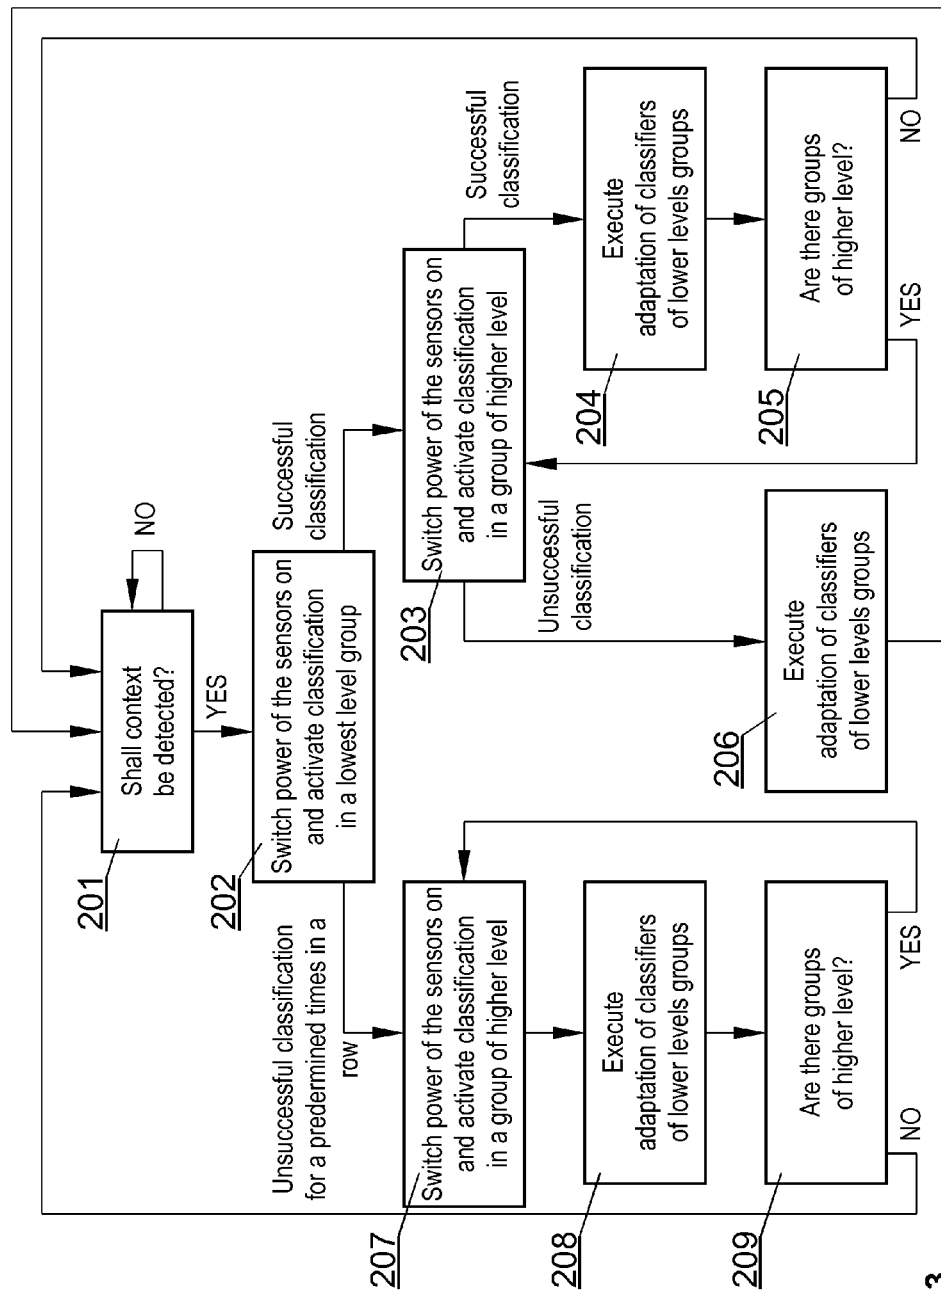 201
Shall context
be detected?
NO
YES
202
Switch power of the sensors on
and activate classification
in a lowest level group
Unsuccessful classification
for a predermined times in a
row
Successful
classification
207
Switch power of the sensors on
and activate classification
in a group of higher level
203
Switch power of the sensors on
and activate classification
in a group of higher level
Unsuccessful
classification
Successful
classification
208
Execute
adaptation of classifiers
of lower levels groups
204
Execute
adaptation of classifiers
of lower levels groups
209
Are there groups
of higher level?
NO
YES
206
Execute
adaptation of classifiers
of lower levels groups
205
Are there groups
of higher level?
YES
NO
3